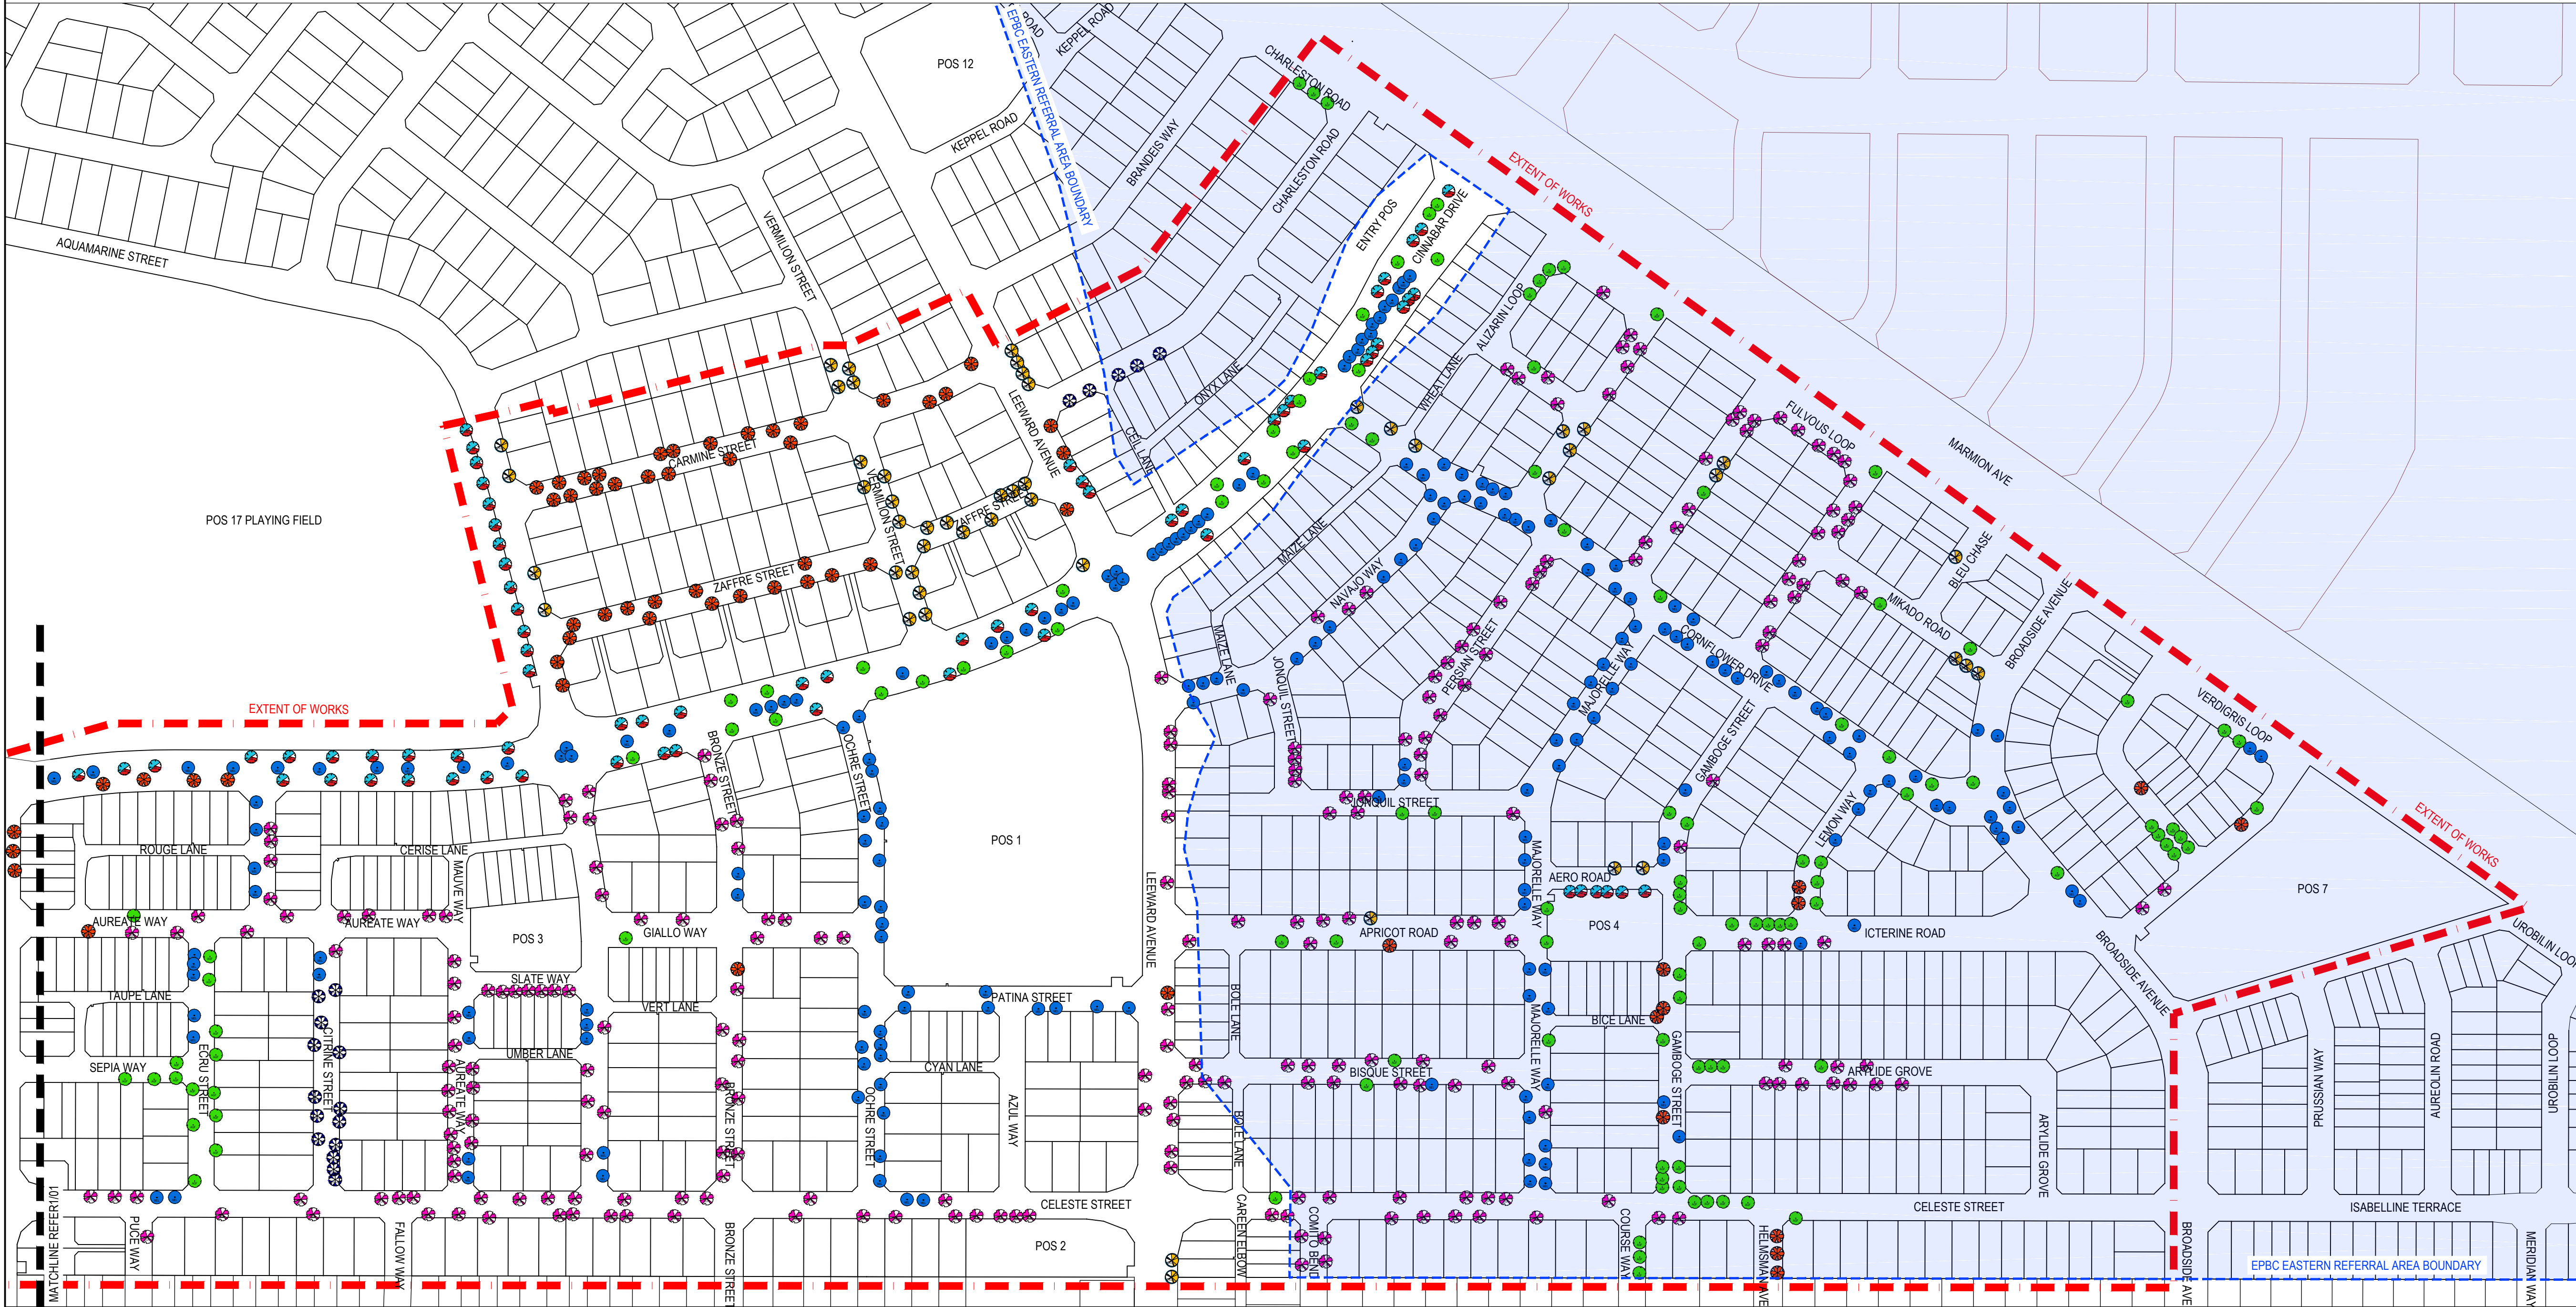 ROAD
KEPPEL ROAD
EPBC EASTERN REFERRAL AREA BOUNDARY
POS 12
CHARLESTON ROAD
KEPPEL ROAD
BRANDEIS WAY
CHARLESTON ROAD
EXTENT OF WORKS
ENTRY POS
CINNABAR DRIVE
VERMILION STREET
AQUAMARINE STREET
ALIZARIN LOOP
WHEAT LANE
ONYX LANE
LEEWARD AVENUE
CEIL LANE
FULVOUS LOOP
MARMION AVE
CARMINE STREET
VERMILION STREET
ZAFFRE STREET
POS 17 PLAYING FIELD
MAIZE LANE
BLEU CHASE
ZAFFRE STREET
NAVAJO WAY
MIKADO ROAD
BROADSIDE AVENUE
MAIZE LANE
JONQUIL STREET
PERSIAN STREET
MAJORELLE WAY
CORNFLOWER DRIVE
VERDIGRIS LOOP
EXTENT OF WORKS
BRONZE STREET
OCHRE STREET
GAMBOGE STREET
JONQUIL STREET
LEMON WAY
EXTENT OF WORKS
ROUGE LANE
CERISE LANE
MAUVE WAY
POS 1
LEEWARD AVENUE
MAJORELLE WAY
AERO ROAD
POS 7
AUREATE WAY
AUREATE WAY
POS 3
GIALLO WAY
APRICOT ROAD
POS 4
ICTERINE ROAD
BROADSIDE AVENUE
UROBILIN LOOP
TAUPE LANE
SLATE WAY
VERT LANE
PATINA STREET
BOLE LANE
MAJORELLE WAY
BICE LANE
GAMBOGE STREET
SEPIA WAY
ECRU STREET
CITRINE STREET
UMBER LANE
AUREATE WAY
BRONZE STREET
OCHRE STREET
CYAN LANE
AZUL WAY
BISQUE STREET
ARYLIDE GROVE
ARYLIDE GROVE
PRUSSIAN WAY
AUREOLIN ROAD
UROBILIN LOOP
BOLE LANE
MATCHLINE REFER1/01
PUCE WAY
FALLOW WAY
BRONZE STREET
CELESTE STREET
POS 2
CAREEN ELBOW
COMITO BEND
COURSE WAY
HELMSMAN AVE
CELESTE STREET
BROADSIDE AVE
ISABELLINE TERRACE
EPBC EASTERN REFERRAL AREA BOUNDARY
MERIDIAN WAY